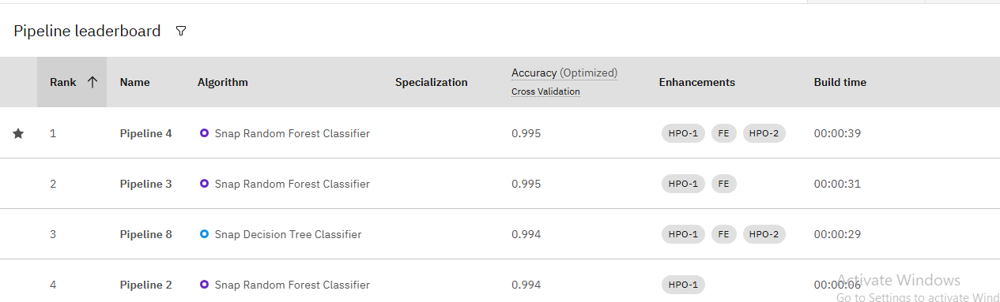 Pipeline leaderboard
Rank Name Algorithm Specialization Accuracy (Optimized) Cross Validation Enhancements Build time
1 Pipeline 4 Snap Random Forest Classifier 0.995 HPO-1 FE HPO-2 00:00:39
2 Pipeline 3 Snap Random Forest Classifier 0.995 HPO-1 FE 00:00:31
3 Pipeline 8 Snap Decision Tree Classifier 0.994 HPO-1 FE HPO-2 00:00:29
4 Pipeline 2 Snap Random Forest Classifier 0.994 HPO-1 00:00:06
Activate Windows
Go to Settings to activate Wind